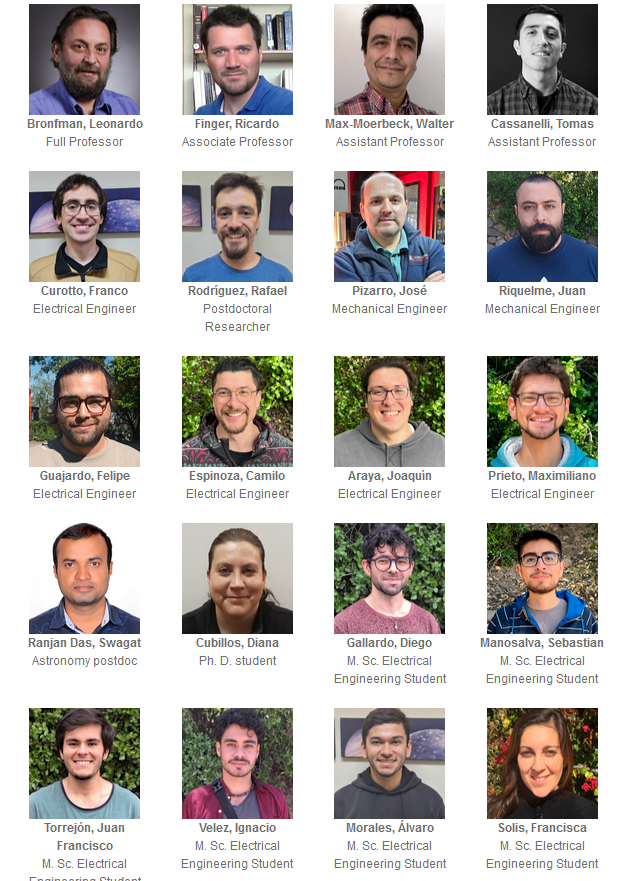 Bronfman, Leonardo
Full Professor
Finger, Ricardo
Associate Professor
Max-Moerbeck, Walter
Assistant Professor
Cassanelli, Tomas
Assistant Professor
Curotto, Franco
Electrical Engineer
Rodríguez, Rafael
Postdoctoral
Researcher
Pizarro, José
Mechanical Engineer
Riquelme, Juan
Mechanical Engineer
Guajardo, Felipe
Electrical Engineer
Espinoza, Camilo
Electrical Engineer
Araya, Joaquín
Electrical Engineer
Prieto, Maximiliano
Electrical Engineer
Ranjan Das, Swagat
Astronomy postdoc
Cubillos, Diana
Ph. D. student
Gallardo, Diego
M. Sc. Electrical
Engineering Student
Manosalva, Sebastian
M. Sc. Electrical
Engineering Student
Torrejón, Juan
Francisco
M. Sc. Electrical
Engineering Student
Velez, Ignacio
M. Sc. Electrical
Engineering Student
Morales, Álvaro
M. Sc. Electrical
Engineering Student
Solis, Francisca
M. Sc. Electrical
Engineering Student